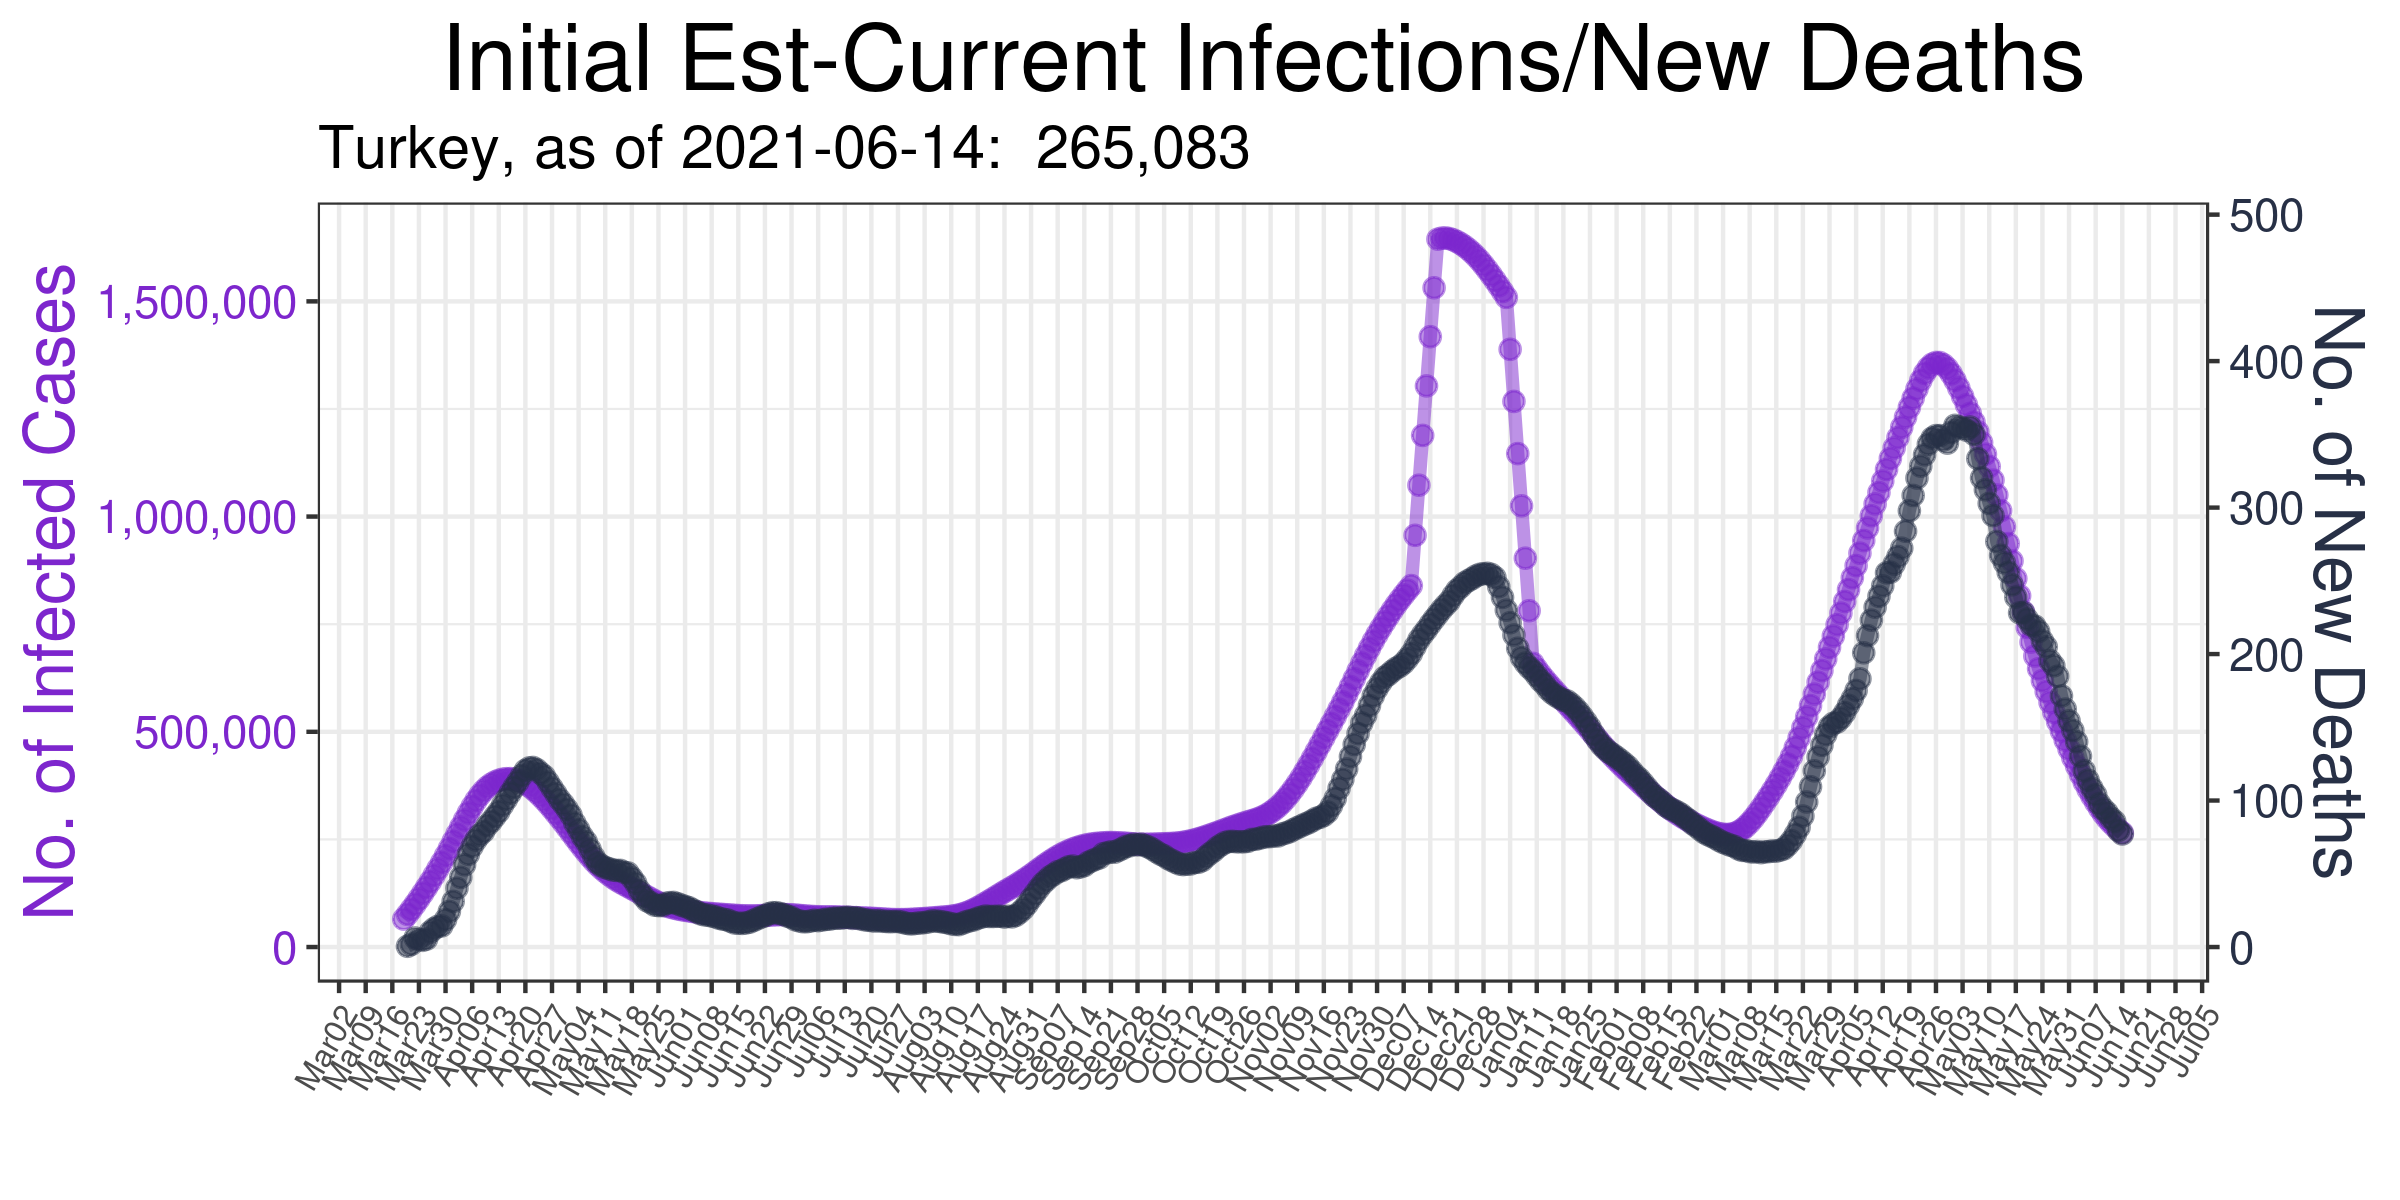 Initial Est-Current Infections/New Deaths
Turkey, as of 2021-06-14: 265,083
No. of Infected Cases
1,500,000
1,000,000
500,000
0
500
400
300
200
100
0
No. of New Deaths
Mar02
Mar09
Mar16
Mar23
Mar30
Apr06
Apr13
Apr20
Apr27
May04
May11
May18
May25
Jun01
Jun08
Jun15
Jun22
Jun29
Jul06
Jul13
Jul20
Jul27
Aug03
Aug10
Aug17
Aug24
Aug31
Sep07
Sep14
Sep21
Sep28
Oct05
Oct12
Oct19
Oct26
Nov02
Nov09
Nov16
Nov23
Nov30
Dec07
Dec14
Dec21
Dec28
Jan04
Jan11
Jan18
Jan25
Feb01
Feb08
Feb15
Feb22
Mar01
Mar08
Mar15
Mar22
Mar29
Apr05
Apr12
Apr19
Apr26
May03
May10
May17
May24
May31
Jun07
Jun14
Jun21
Jun28
Jul05